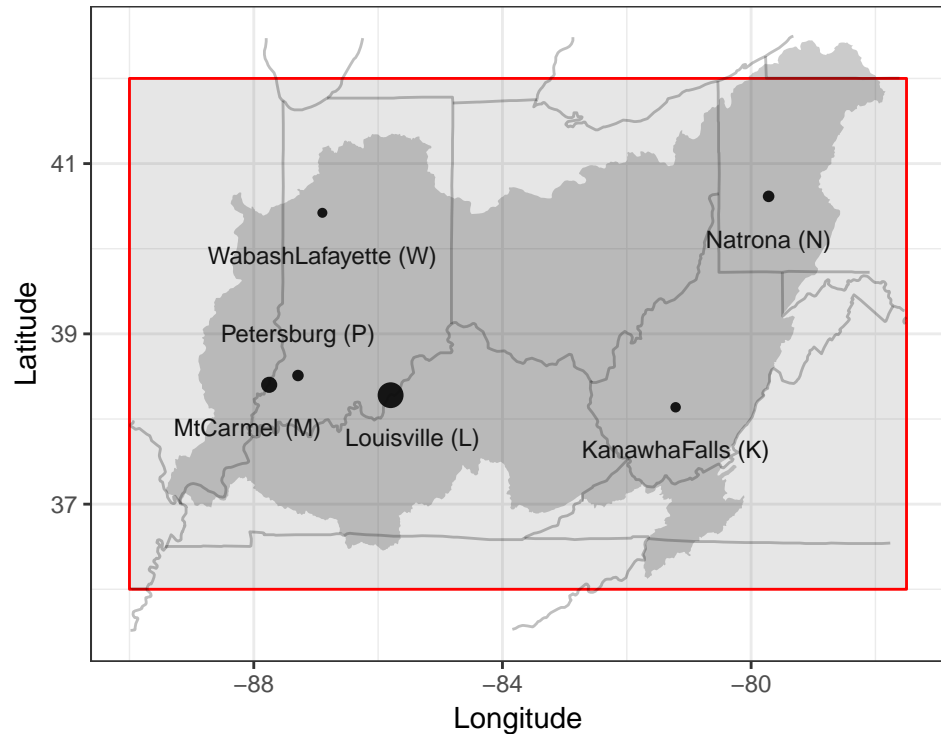 41
39
37
Latitude
WabashLafayette (W)
Natrona (N)
Petersburg (P)
MtCarmel (M)
Louisville (L)
KanawhaFalls (K)
−88
−84
−80
Longitude